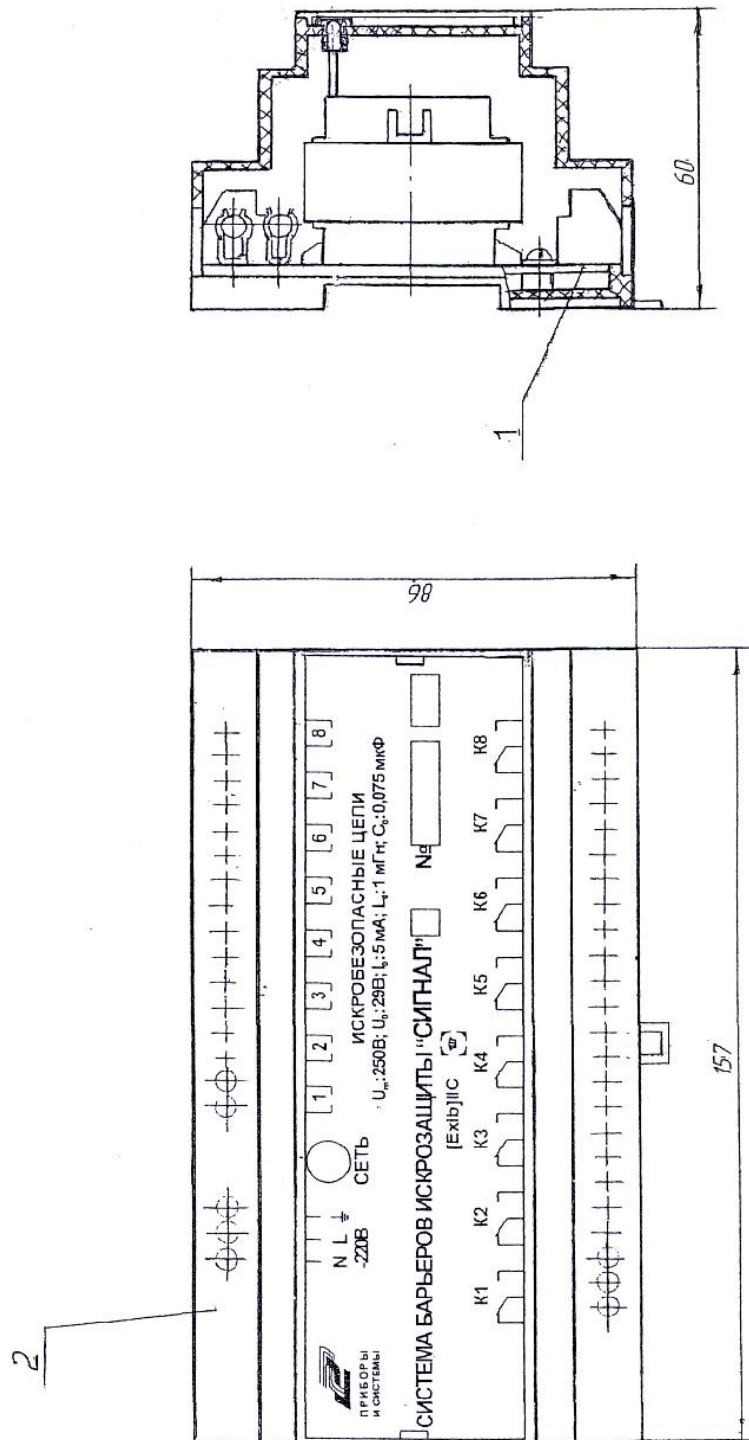 60
1
2
98
157
1 2 3 4 5 6 7 8
N L
~220В
СЕТЬ
ИСКРОБЕЗОПАСНЫЕ ЦЕПИ
Uₘ:250В; U₀:29В; I₀:5мА; L₀:1 мГн; C₀:0,075 мкФ
ПРИБОРЫ
И СИСТЕМЫ
СИСТЕМА БАРЬЕРОВ ИСКРОЗАЩИТЫ "СИГНАЛ"
№
[Exib]IIC
К1 К2 К3 К4 К5 К6 К7 К8